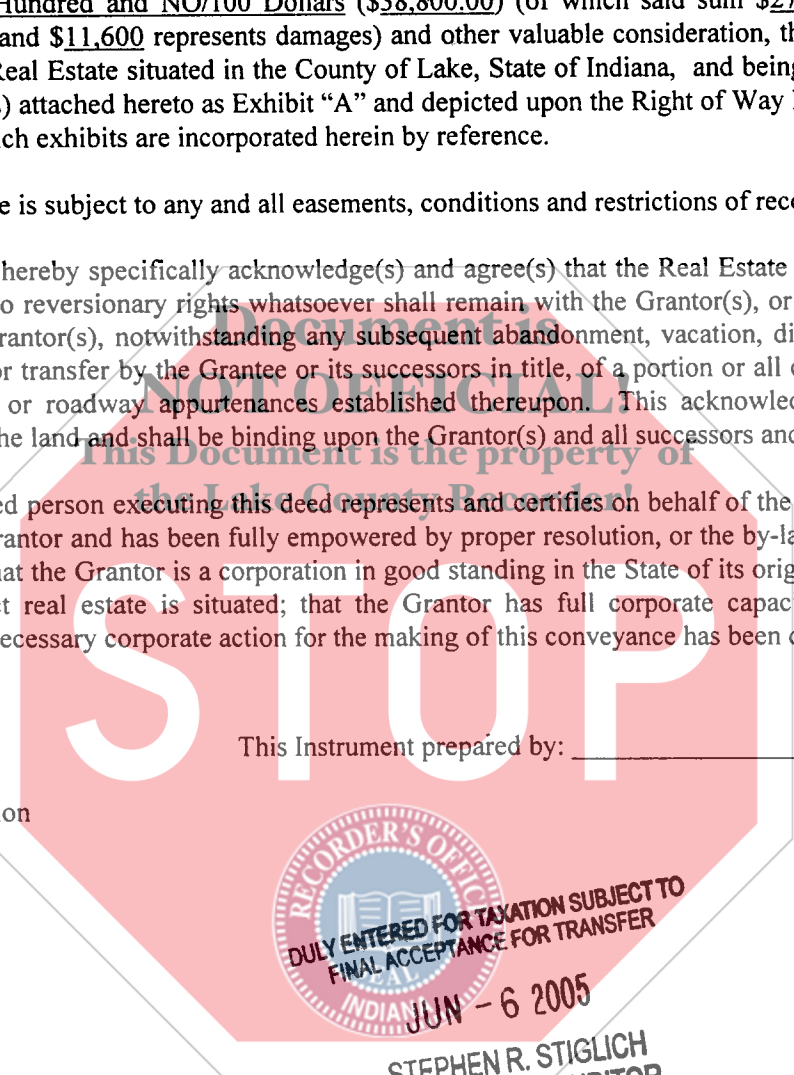 Hundred and NO/100 Dollars ($38,800.00) (of which said sum $27
and $11,600 represents damages) and other valuable consideration, th
Real Estate situated in the County of Lake, State of Indiana, and being
) attached hereto as Exhibit “A” and depicted upon the Right of Way
ch exhibits are incorporated herein by reference.
e is subject to any and all easements, conditions and restrictions of reco
hereby specifically acknowledge(s) and agree(s) that the Real Estate
o reversionary rights whatsoever shall remain with the Grantor(s), or
rantor(s), notwithstanding any subsequent abandonment, vacation, di
or transfer by the Grantee or its successors in title, of a portion or all
or roadway appurtenances established thereupon. This acknowled
he land and shall be binding upon the Grantor(s) and all successors and
Document is
NOT OFFICIAL!
This Document is the property of
the Lake County Recorder!
ed person executing this deed represents and certifies on behalf of the
rantor and has been fully empowered by proper resolution, or the by-la
at the Grantor is a corporation in good standing in the State of its orig
ct real estate is situated; that the Grantor has full corporate capac
ecessary corporate action for the making of this conveyance has been
STOP
This Instrument prepared by:
on
RECORDER'S OFFICE
SEAL
INDIANA
DULY ENTERED FOR TAXATION SUBJECT TO
FINAL ACCEPTANCE FOR TRANSFER
JUN - 6 2005
STEPHEN R. STIGLICH